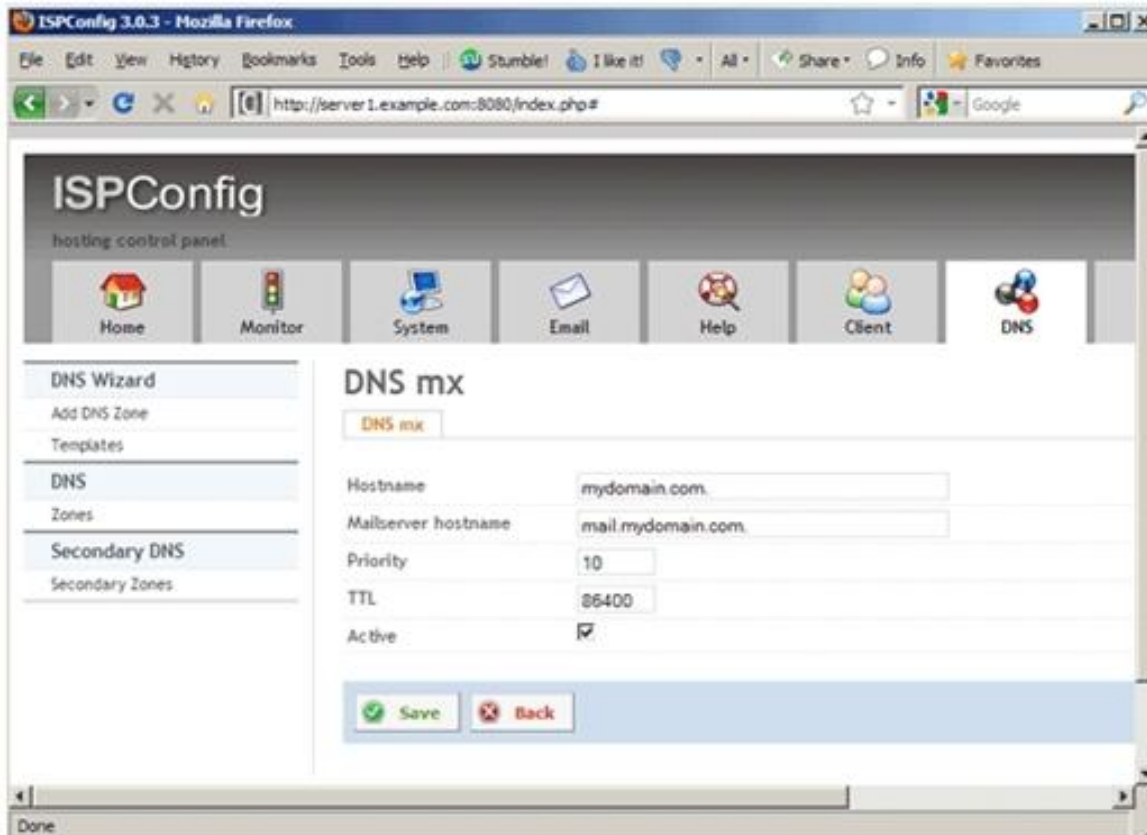 ISPConfig 3.0.3 - Mozilla Firefox
File Edit View History Bookmarks Tools Help Stumble! I like it! All Share Info Favorites
http://server1.example.com:8080/index.php# Google
ISPConfig
hosting control panel
Home Monitor System Email Help Client DNS
DNS Wizard
Add DNS Zone
Templates
DNS
Zones
Secondary DNS
Secondary Zones
DNS mx
DNS mx
Hostname mydomain.com.
Mailserver hostname mail.mydomain.com.
Priority 10
TTL 86400
Active
Save Back
Done